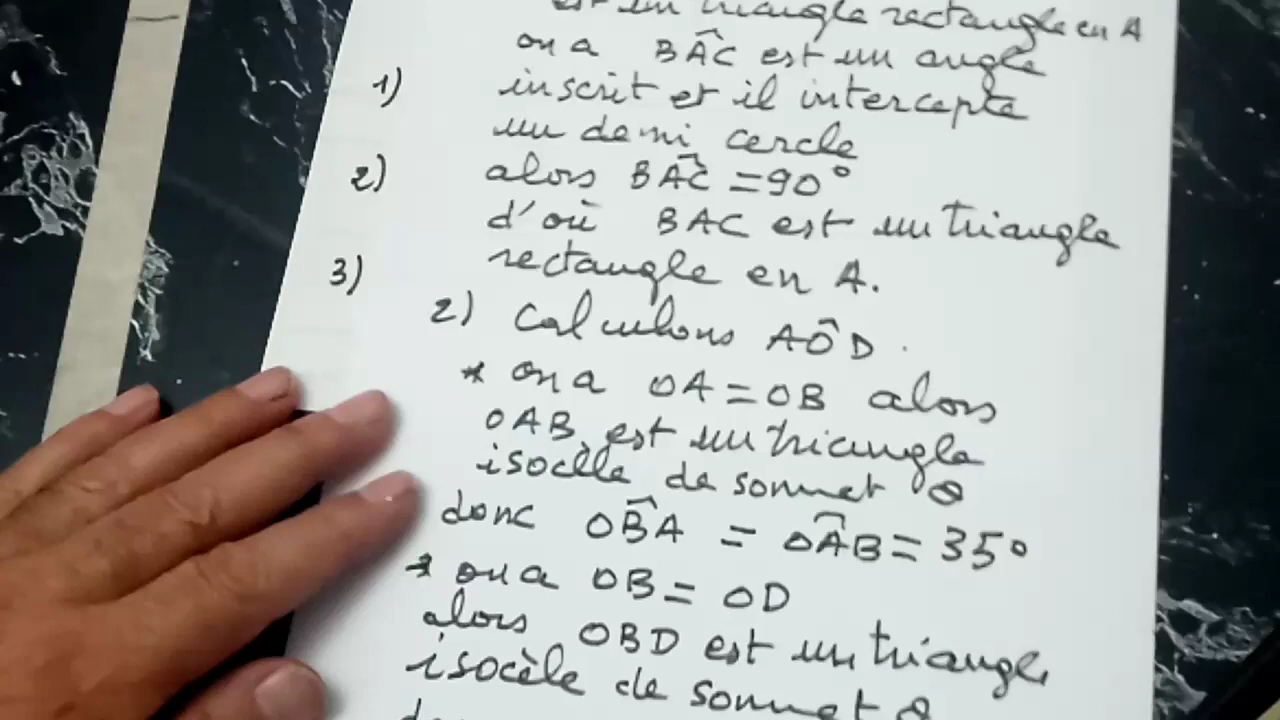 est un triangle rectangle en A
on a BÂC est un angle
1) inscrit et il intercepte
un demi cercle
2) alors BÂC = 90°
d'où BAC est un triangle
rectangle en A.
3)
2) Calculons AÔD.
* on a OA = OB alors
OAB est un triangle
isocèle de sommet O
donc OB̂A = OÂB = 35°
* on a OB = OD
alors OBD est un triangle
isocèle de sommet O